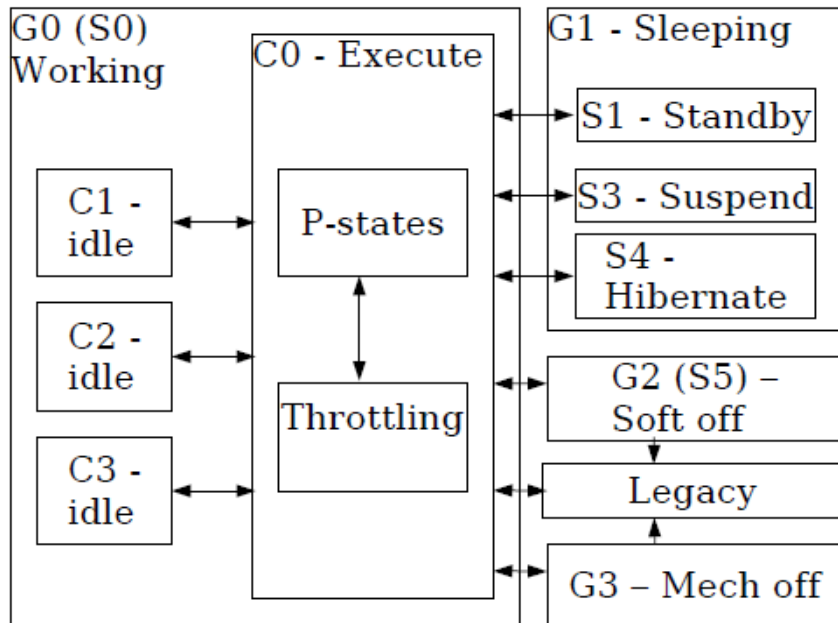 G0 (S0)
Working
C0 - Execute
C1 -
idle
C2 -
idle
C3 -
idle
P-states
Throttling
G1 - Sleeping
S1 - Standby
S3 - Suspend
S4 -
Hibernate
G2 (S5) –
Soft off
Legacy
G3 – Mech off